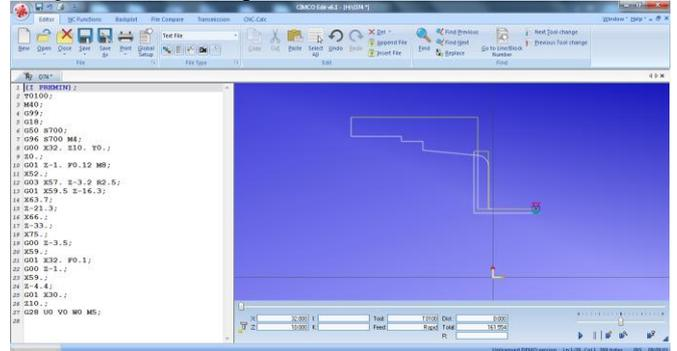 CIMCO Edit v6.1 - [H:\O74 *]
Editor NC Functions Backplot File Compare Transmission CNC-Calc Window Help
New Open Close Save Save As Print Global Setup
File
Text File
File Type
Copy Cut Paste Select All Undo Redo
Del
Append File
Insert File
Edit
Find
Find Previous
Find Next
Replace
Go to Line/Block Number
Next Tool change
Previous Tool change
Find
O74*
1 (I PREMIN);
2 T0100;
3 M40;
4 G99;
5 G18;
6 G50 S700;
7 G96 S700 M4;
8 G00 X32. Z10. Y0.;
9 Z0.;
10 G01 Z-1. F0.12 M8;
11 X52.;
12 G03 X57. Z-3.2 R2.5;
13 G01 X59.5 Z-16.3;
14 X63.7;
15 Z-21.3;
16 X66.;
17 Z-33.;
18 X75.;
19 G00 Z-3.5;
20 X59.;
21 G01 X32. F0.1;
22 G00 Z-1.;
23 X59.;
24 Z-4.4;
25 G01 X30.;
26 Z10.;
27 G28 U0 V0 W0 M5;
28
X: 32.000 I: Tool: T0100 Dist: 0.000
Z: 10.000 K: Feed: Rapid Total: 161.554
R: